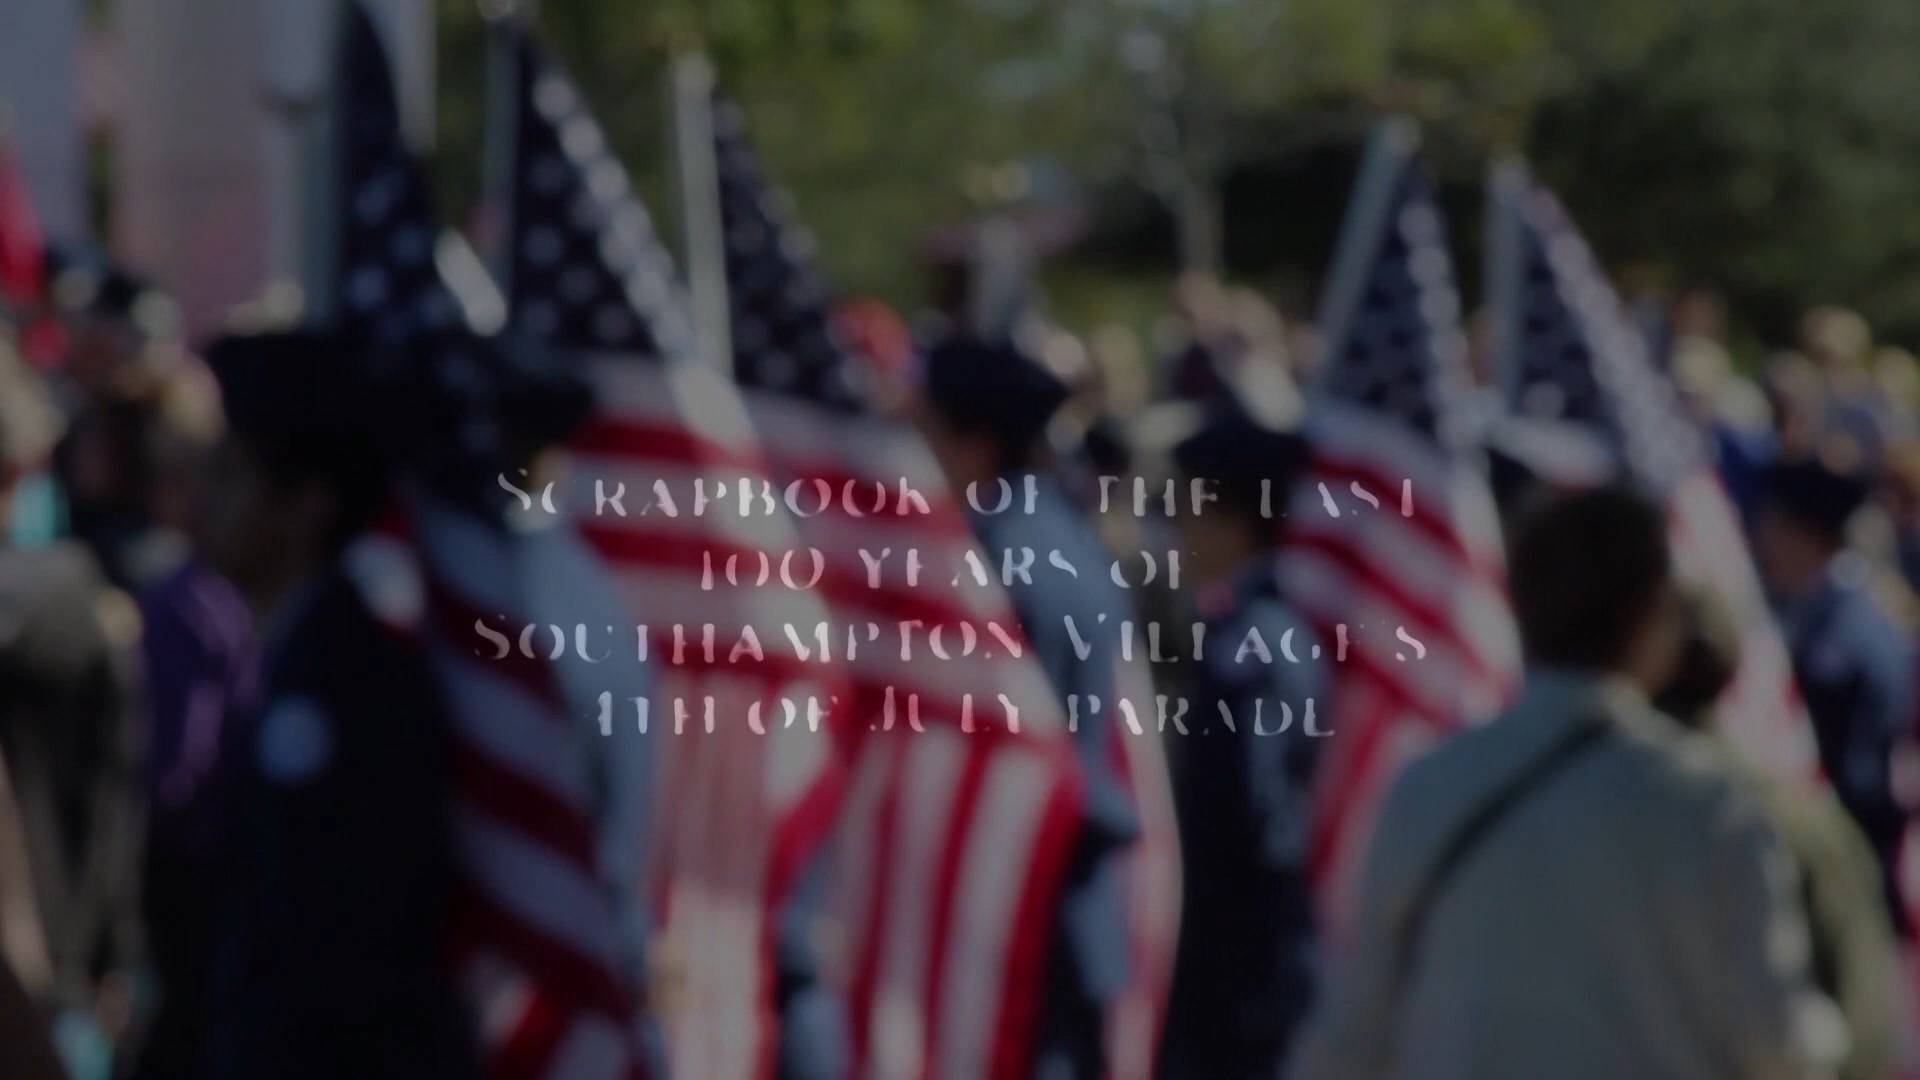 Scrapbook of the Last
100 Years of
Southampton Village's
4th of July Parade